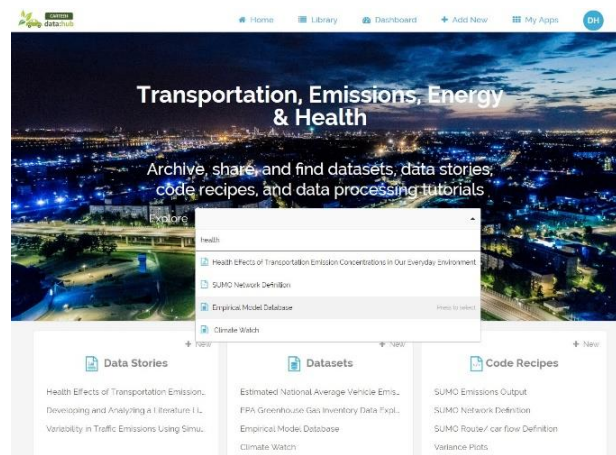 CARTEEH
data:hub
Home
Library
Dashboard
Add New
My Apps
DH
Transportation, Emissions, Energy
& Health
Archive, share, and find datasets, data stories,
code recipes, and data processing tutorials
Explore
health
Health Effects of Transportation Emission Concentrations in Our Everyday Environment
SUMO Network Definition
Empirical Model Database
Press to select
Climate Watch
+ New
Data Stories
Health Effects of Transportation Emission...
Developing and Analyzing a Literature Li...
Variability in Traffic Emissions Using Simu...
+ New
Datasets
Estimated National Average Vehicle Emis...
EPA Greenhouse Gas Inventory Data Expl...
Empirical Model Database
Climate Watch
+ New
Code Recipes
SUMO Emissions Output
SUMO Network Definition
SUMO Route/ car flow Definition
Variance Plots